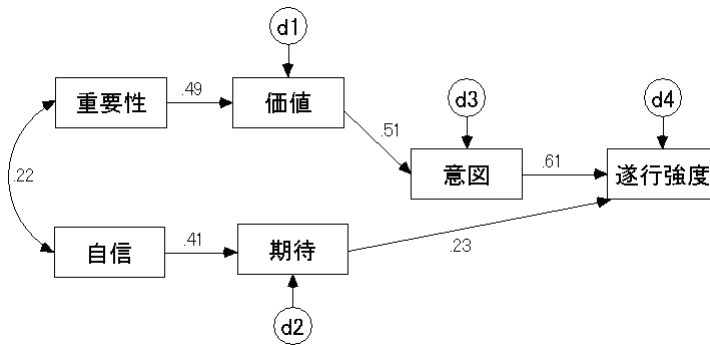 d1
重要性
.49
価値
d3
d4
.51
.22
意図
.61
遂行強度
自信
.41
期待
.23
d2